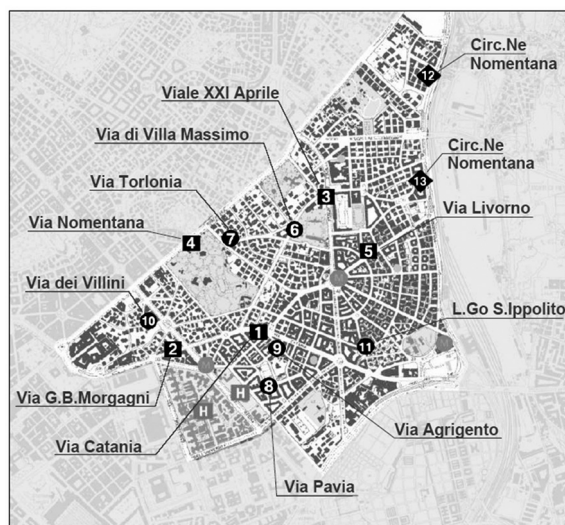 Circ.Ne
Nomentana
12
Viale XXI Aprile
Via di Villa Massimo
Circ.Ne
Nomentana
13
Via Torlonia
3
Via Livorno
Via Nomentana
4
7
6
5
Via dei Villini
L.Go S.Ippolito
10
1
2
9
11
8
H
H
Via G.B.Morgagni
Via Agrigento
Via Catania
Via Pavia